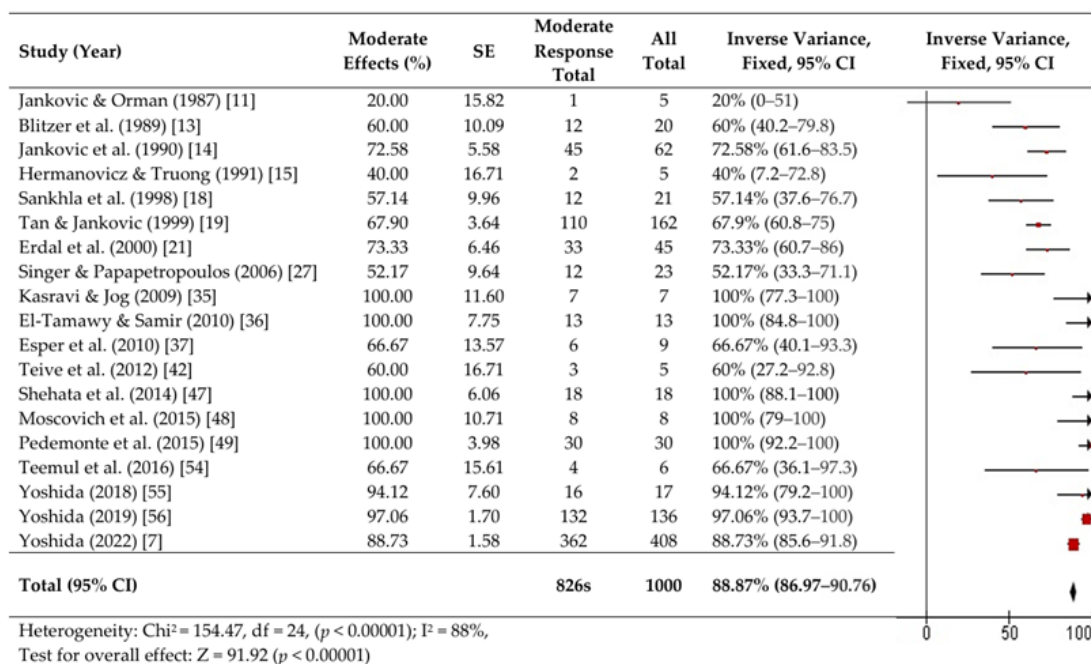 Study (Year) Moderate Effects (%) SE Moderate Response Total All Total Inverse Variance, Fixed, 95% CI Inverse Variance, Fixed, 95% CI
Jankovic & Orman (1987) [11] 20.00 15.82 1 5 20% (0–51)
Blitzer et al. (1989) [13] 60.00 10.09 12 20 60% (40.2–79.8)
Jankovic et al. (1990) [14] 72.58 5.58 45 62 72.58% (61.6–83.5)
Hermanovicz & Truong (1991) [15] 40.00 16.71 2 5 40% (7.2–72.8)
Sankhla et al. (1998) [18] 57.14 9.96 12 21 57.14% (37.6–76.7)
Tan & Jankovic (1999) [19] 67.90 3.64 110 162 67.9% (60.8–75)
Erdal et al. (2000) [21] 73.33 6.46 33 45 73.33% (60.7–86)
Singer & Papapetropoulos (2006) [27] 52.17 9.64 12 23 52.17% (33.3–71.1)
Kasravi & Jog (2009) [35] 100.00 11.60 7 7 100% (77.3–100)
El-Tamawy & Samir (2010) [36] 100.00 7.75 13 13 100% (84.8–100)
Esper et al. (2010) [37] 66.67 13.57 6 9 66.67% (40.1–93.3)
Teive et al. (2012) [42] 60.00 16.71 3 5 60% (27.2–92.8)
Shehata et al. (2014) [47] 100.00 6.06 18 18 100% (88.1–100)
Moscovich et al. (2015) [48] 100.00 10.71 8 8 100% (79–100)
Pedemonte et al. (2015) [49] 100.00 3.98 30 30 100% (92.2–100)
Teemul et al. (2016) [54] 66.67 15.61 4 6 66.67% (36.1–97.3)
Yoshida (2018) [55] 94.12 7.60 16 17 94.12% (79.2–100)
Yoshida (2019) [56] 97.06 1.70 132 136 97.06% (93.7–100)
Yoshida (2022) [7] 88.73 1.58 362 408 88.73% (85.6–91.8)
Total (95% CI) 826s 1000 88.87% (86.97–90.76)
Heterogeneity: Chi² = 154.47, df = 24, (p < 0.00001); I² = 88%,
0 50 100
Test for overall effect: Z = 91.92 (p < 0.00001)